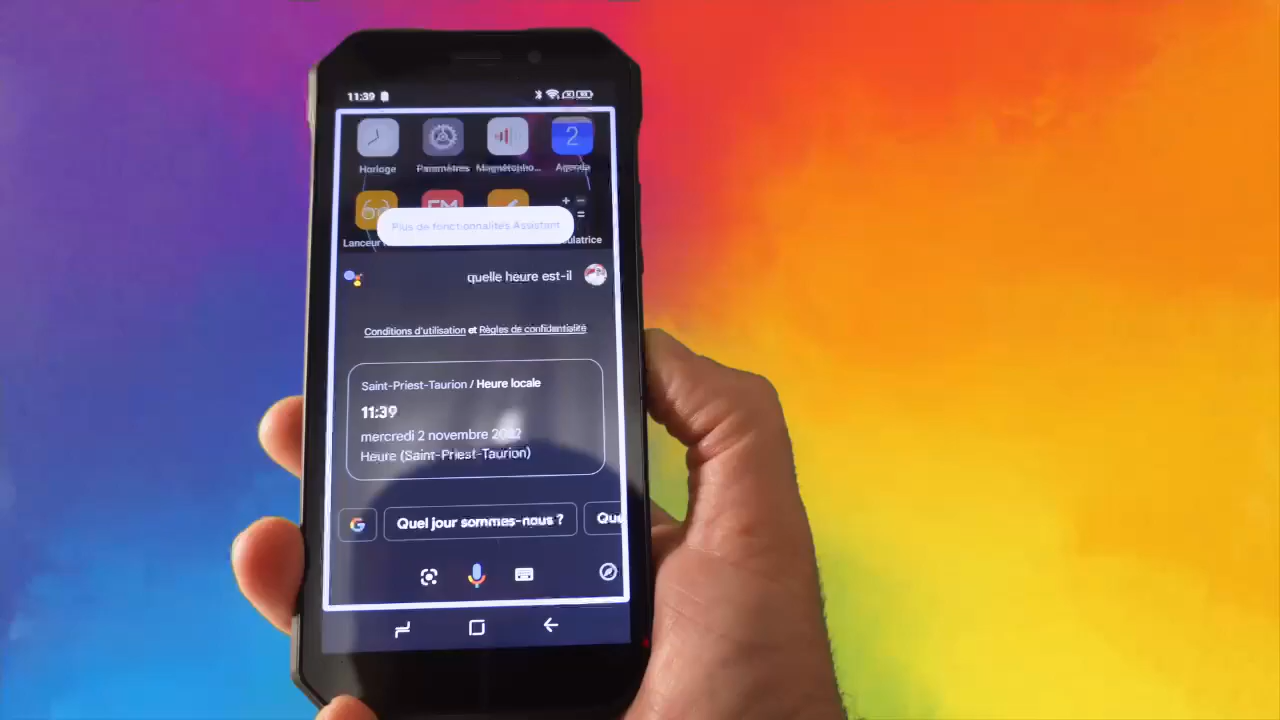 11:39
2
Horloge
Paramètres
Magnétopho...
Agenda
FM
Plus de fonctionnalités Assistant
Lanceur
ulatrice
quelle heure est-il
Conditions d'utilisation et Règles de confidentialité
Saint-Priest-Taurion / Heure locale
11:39
mercredi 2 novembre 2022
Heure (Saint-Priest-Taurion)
G
Quel jour sommes-nous ?
Que